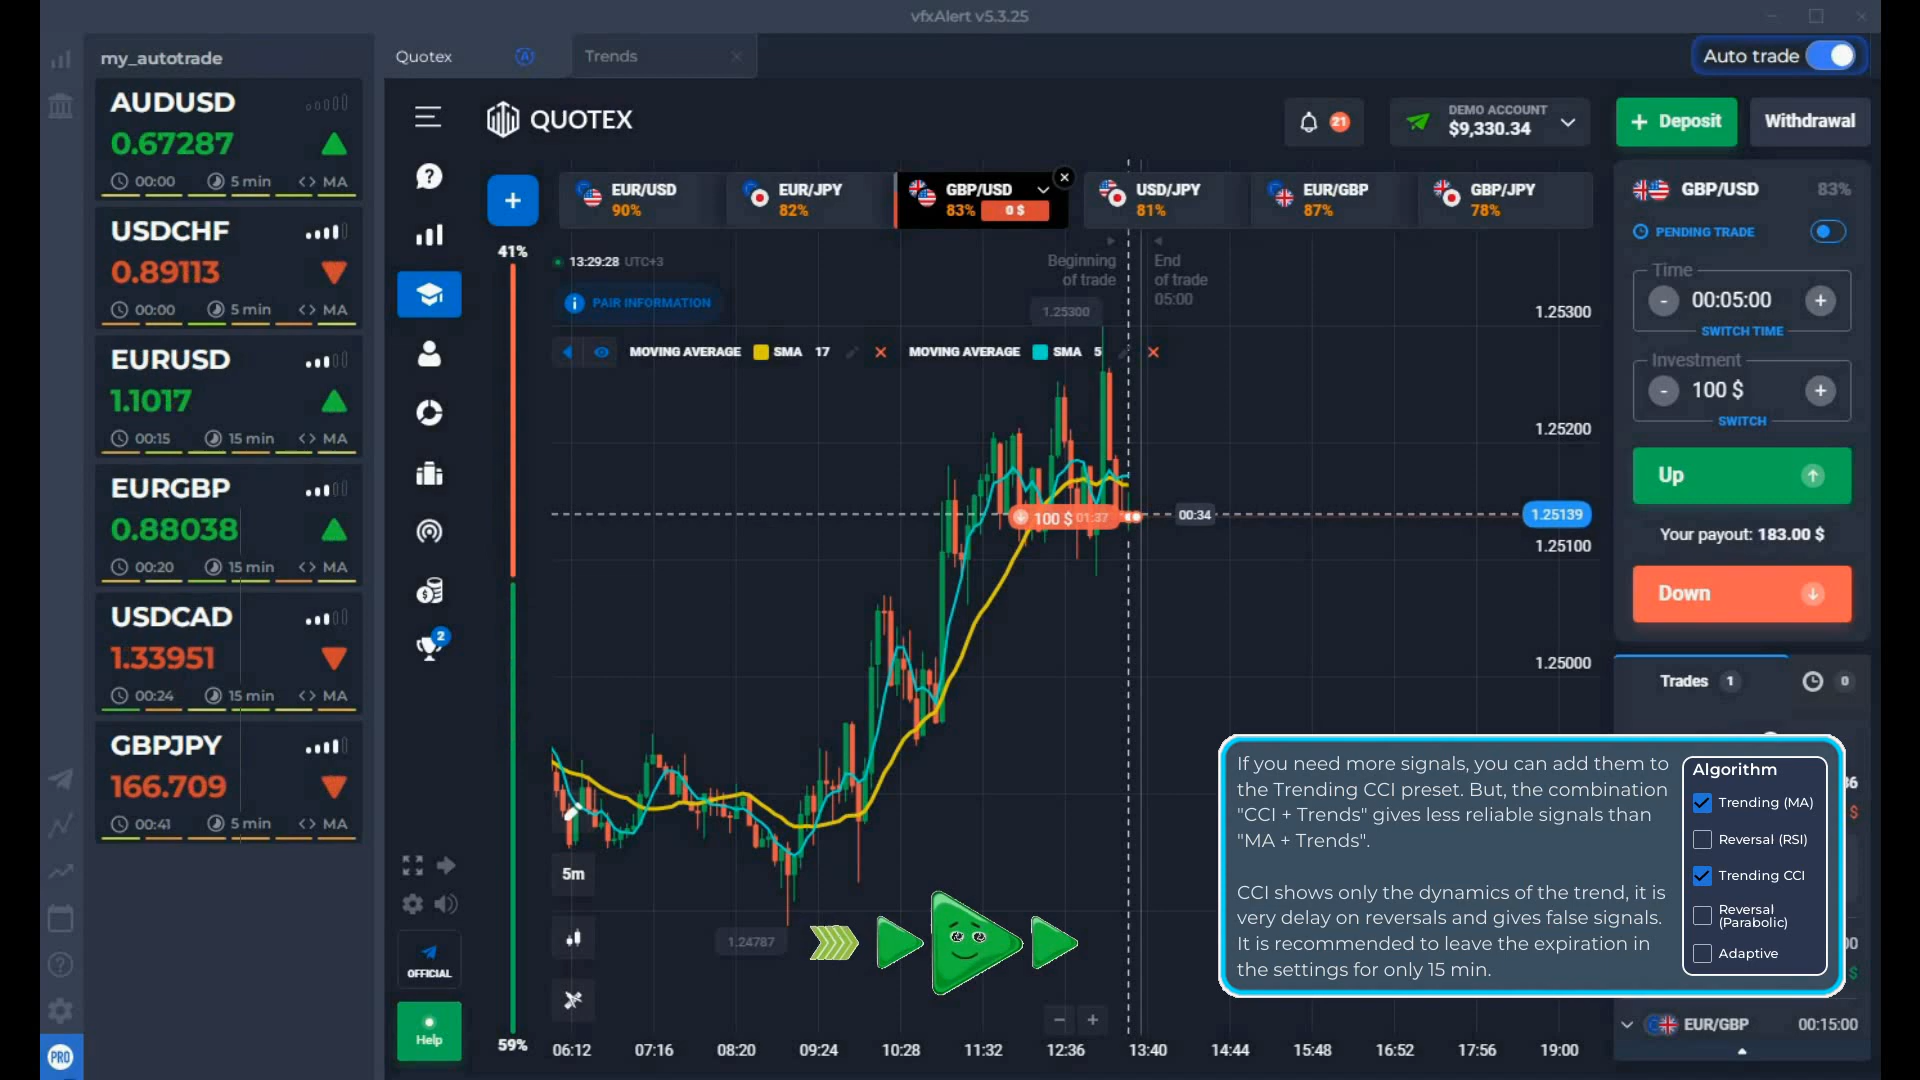 vfxAlert v5.3.25
my_autotrade
Quotex
Trends
Auto trade
AUDUSD
0.67287
00:00 5 min <> MA
USDCHF
0.89113
00:00 5 min <> MA
EURUSD
1.1017
00:15 15 min <> MA
EURGBP
0.88038
00:20 15 min <> MA
USDCAD
1.33951
00:24 15 min <> MA
GBPJPY
166.709
00:41 5 min <> MA
PRO
QUOTEX
21
DEMO ACCOUNT
$9,330.34
+ Deposit
Withdrawal
2
OFFICIAL
Help
+
EUR/USD
90%
EUR/JPY
82%
GBP/USD
83% 0 $
USD/JPY
81%
EUR/GBP
87%
GBP/JPY
78%
41%
59%
13:29:28 UTC+3
PAIR INFORMATION
Beginning
of trade
End
of trade
05:00
1.25300
MOVING AVERAGE SMA 17
MOVING AVERAGE SMA 5
100 $ 01:37
00:34
1.25300
1.25200
1.25139
1.25100
1.25000
1.24787
5m
06:12 07:16 08:20 09:24 10:28 11:32 12:36 13:40 14:44 15:48 16:52 17:56 19:00
GBP/USD 83%
PENDING TRADE
Time
- 00:05:00 +
SWITCH TIME
Investment
- 100 $ +
SWITCH
Up
Your payout: 183.00 $
Down
Trades 1 0
If you need more signals, you can add them to
the Trending CCI preset. But, the combination
"CCI + Trends" gives less reliable signals than
"MA + Trends".
CCI shows only the dynamics of the trend, it is
very delay on reversals and gives false signals.
It is recommended to leave the expiration in
the settings for only 15 min.
Algorithm
Trending (MA)
Reversal (RSI)
Trending CCI
Reversal
(Parabolic)
Adaptive
EUR/GBP 00:15:00